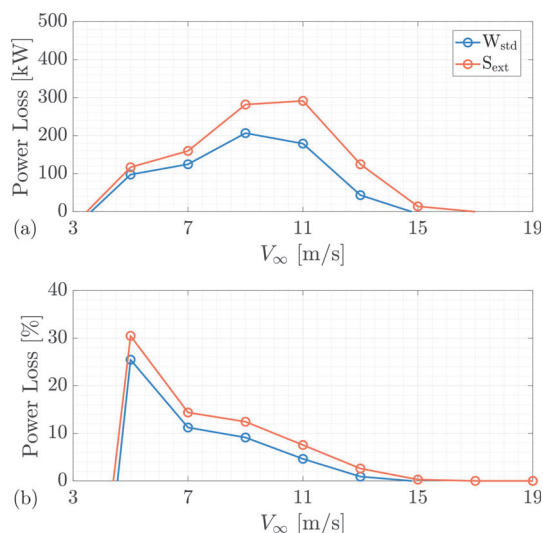 500
400
300
200
100
0
Power Loss [kW]
W_std
S_ext
3 7 11 15 19
(a)
V_∞ [m/s]
40
30
20
10
0
Power Loss [%]
3 7 11 15 19
(b)
V_∞ [m/s]